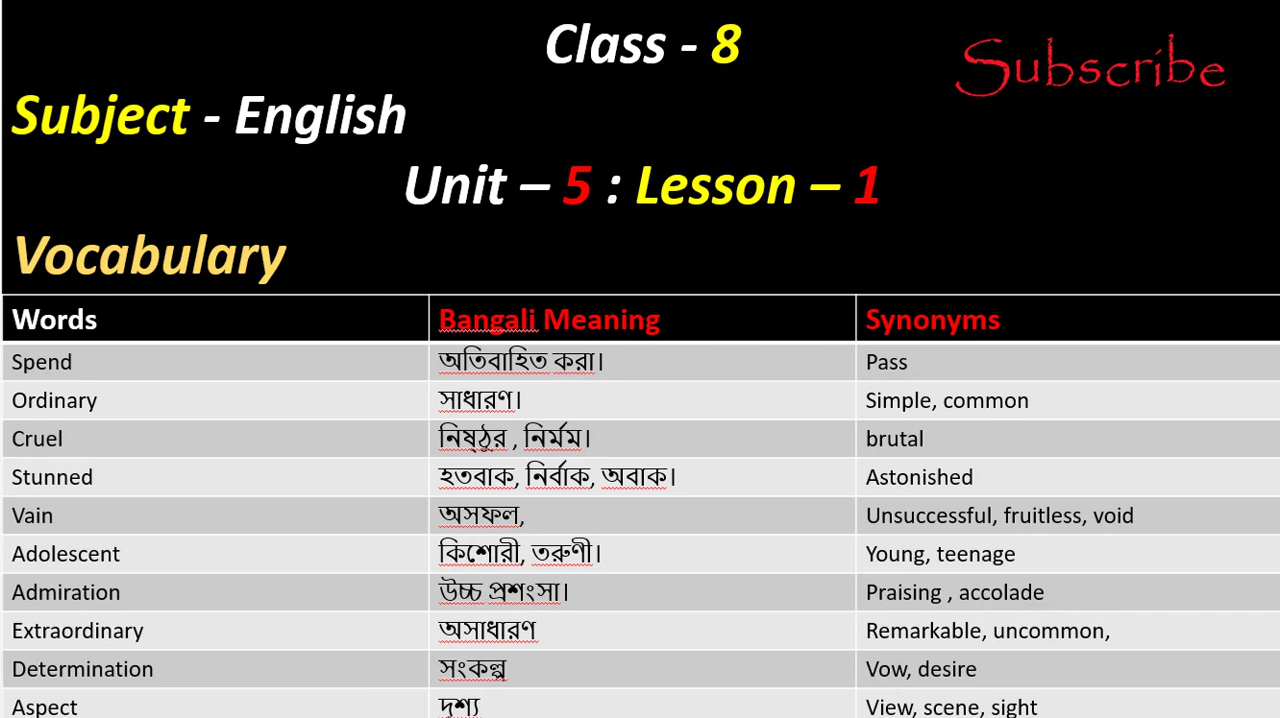 Class - 8
Subscribe
Subject - English
Unit – 5 : Lesson – 1
Vocabulary
Words Bangali Meaning Synonyms
Spend অতিবাহিত করা। Pass
Ordinary সাধারণ। Simple, common
Cruel নিষ্ঠুর , নির্মম। brutal
Stunned হতবাক, নির্বাক, অবাক। Astonished
Vain অসফল, Unsuccessful, fruitless, void
Adolescent কিশোরী, তরুণী। Young, teenage
Admiration উচ্চ প্রশংসা। Praising , accolade
Extraordinary অসাধারণ Remarkable, uncommon,
Determination সংকল্প Vow, desire
Aspect দৃশ্য View, scene, sight